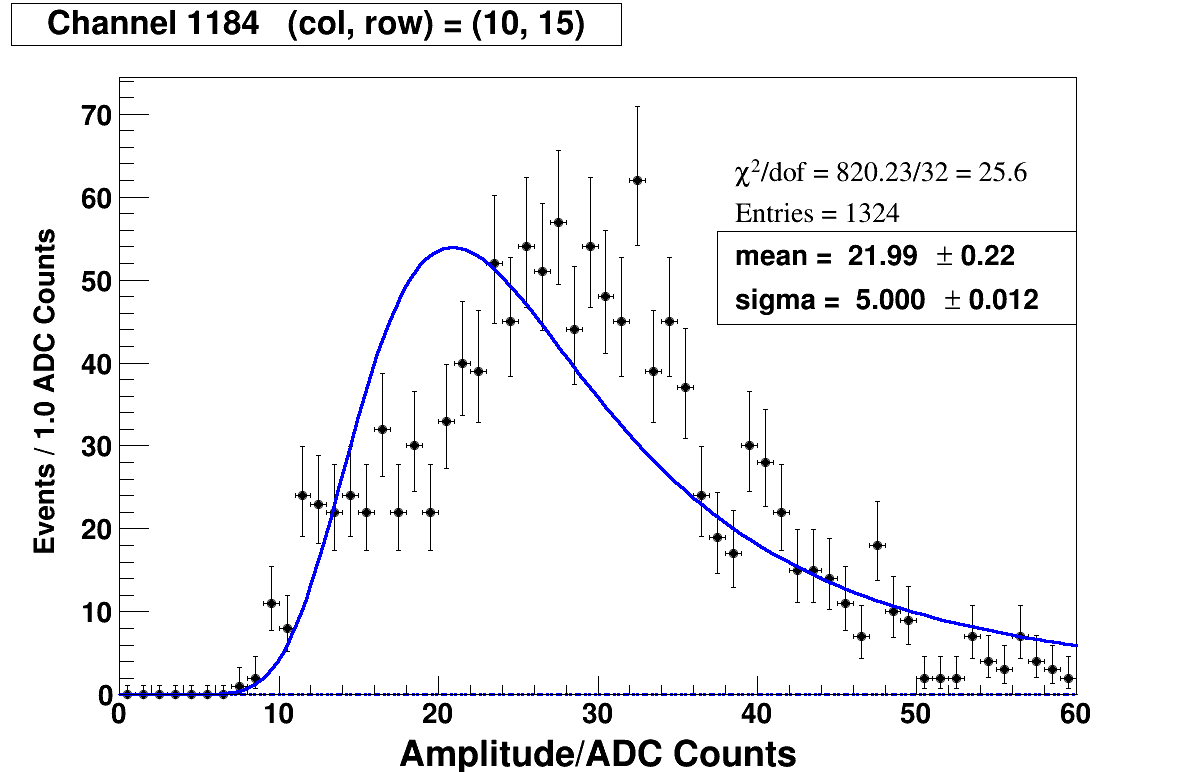 Channel 1184 (col, row) = (10, 15)
70
60
50
40
30
20
10
0
Events / 1.0 ADC Counts
χ²/dof = 820.23/32 = 25.6
Entries = 1324
mean = 21.99 ± 0.22
sigma = 5.000 ± 0.012
0 10 20 30 40 50 60
Amplitude/ADC Counts